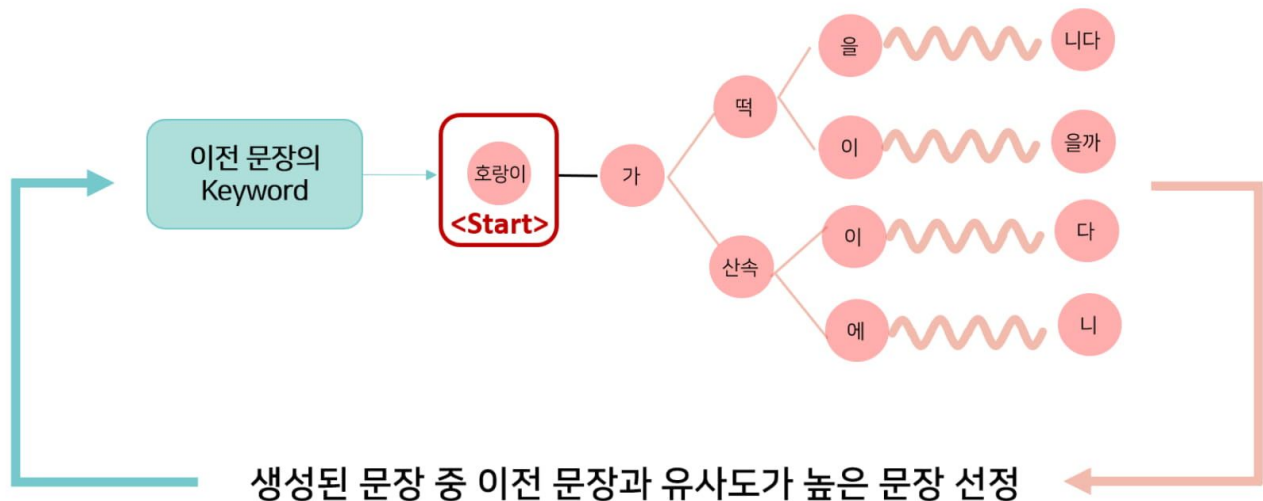 이전 문장의
Keyword
호랑이
<Start>
가
떡
산속
을
니다
이
을까
이
다
에
니
생성된 문장 중 이전 문장과 유사도가 높은 문장 선정